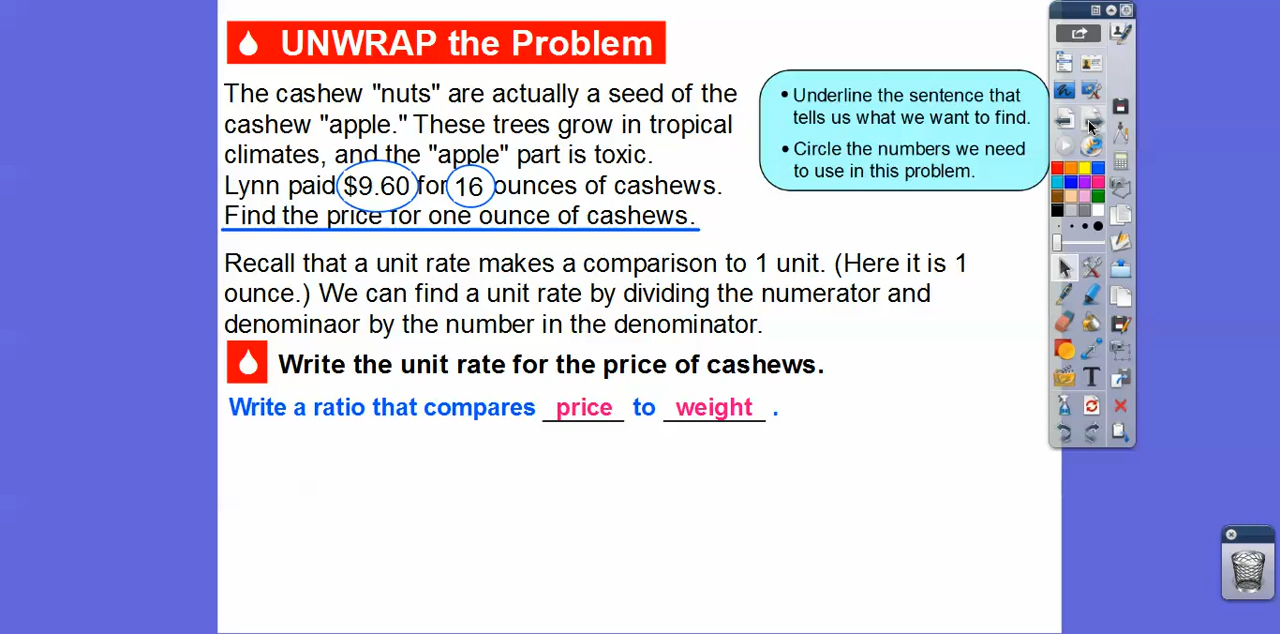 UNWRAP the Problem
The cashew "nuts" are actually a seed of the
cashew "apple." These trees grow in tropical
climates, and the "apple" part is toxic.
Lynn paid $9.60 for 16 ounces of cashews.
Find the price for one ounce of cashews.
• Underline the sentence that
tells us what we want to find.
• Circle the numbers we need
to use in this problem.
Recall that a unit rate makes a comparison to 1 unit. (Here it is 1
ounce.) We can find a unit rate by dividing the numerator and
denominaor by the number in the denominator.
Write the unit rate for the price of cashews.
Write a ratio that compares price to weight .
T